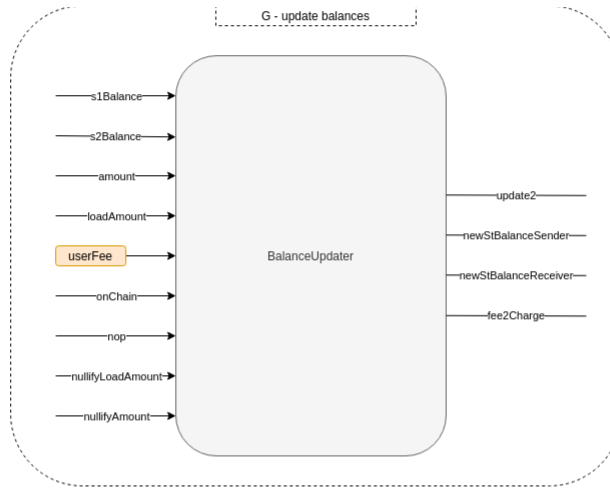 G - update balances
s1Balance
s2Balance
amount
loadAmount
userFee
onChain
nop
nullifyLoadAmount
nullifyAmount
BalanceUpdater
update2
newStBalanceSender
newStBalanceReceiver
fee2Charge